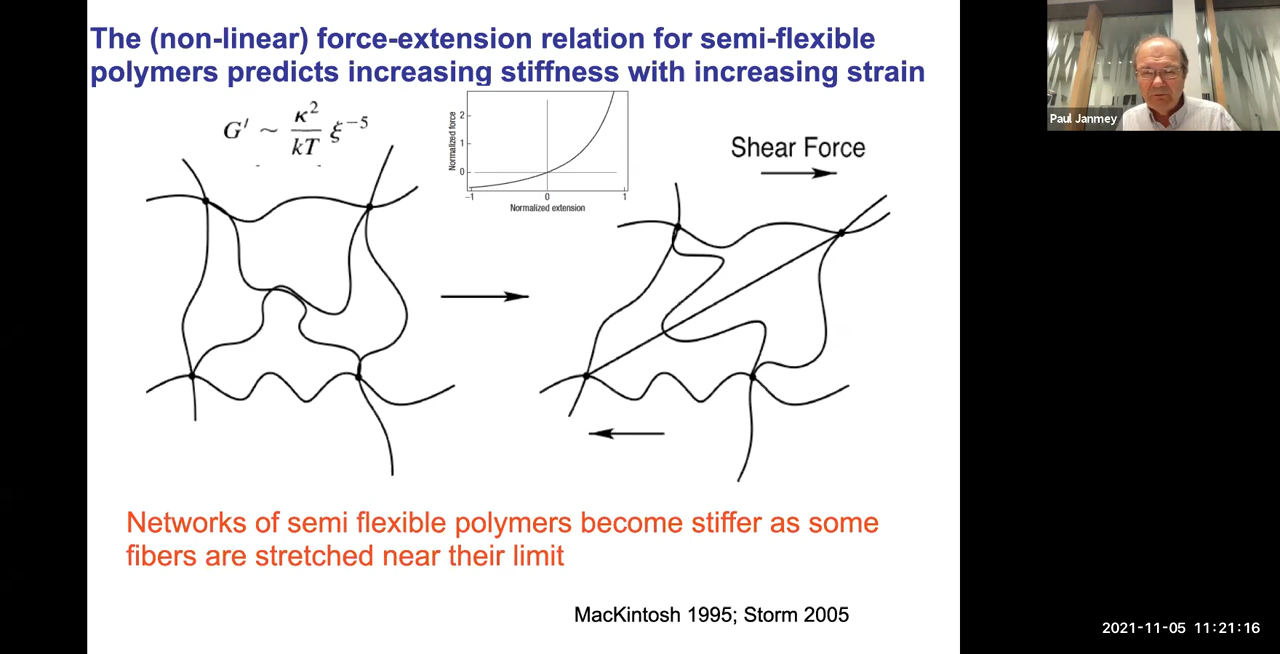 The (non-linear) force-extension relation for semi-flexible
polymers predicts increasing stiffness with increasing strain
G' ~ κ²/kT ξ⁻⁵
Normalized force
2
1
0
−1
0
1
Normalized extension
Shear Force
Networks of semi flexible polymers become stiffer as some
fibers are stretched near their limit
MacKintosh 1995; Storm 2005
Paul Janmey
2021-11-05 11:21:16